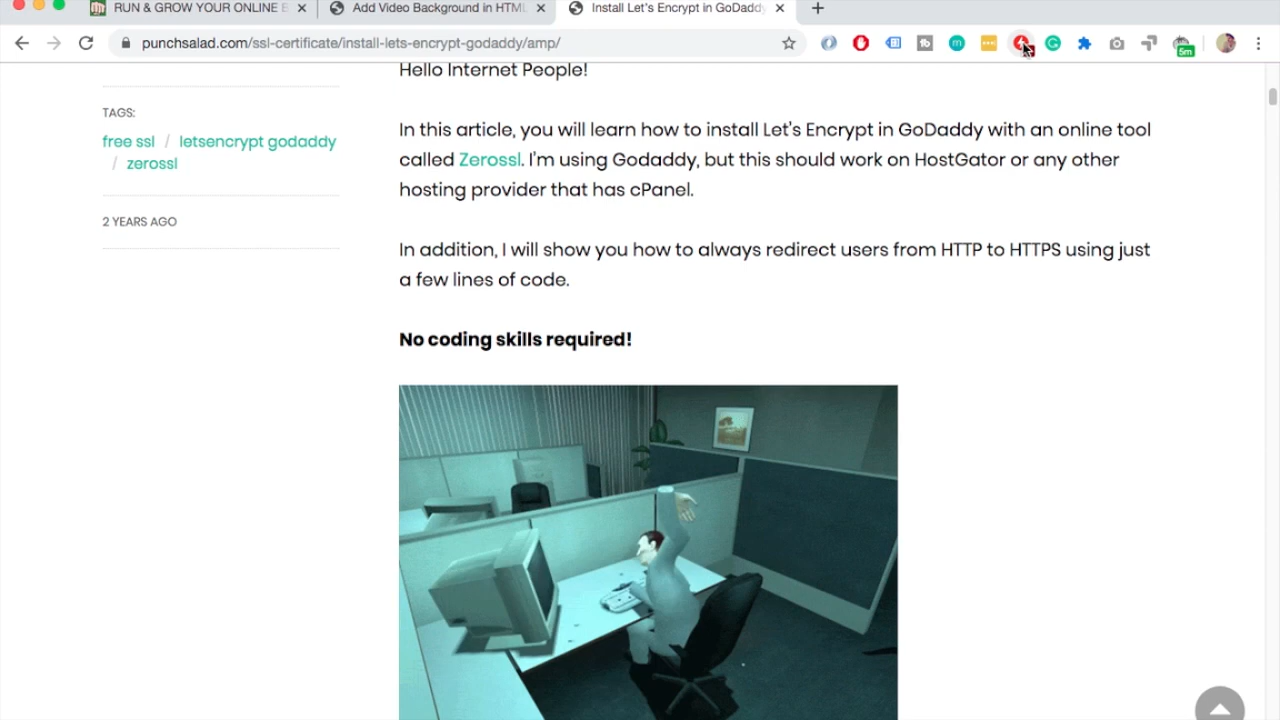 RUN & GROW YOUR ONLINE B
Add Video Background in HTML
Install Let's Encrypt in GoDaddy
punchsalad.com/ssl-certificate/install-lets-encrypt-godaddy/amp/
5m
Hello Internet People!
TAGS:
free ssl / letsencrypt godaddy
/ zerossl
2 YEARS AGO
In this article, you will learn how to install Let's Encrypt in GoDaddy with an online tool
called Zerossl. I'm using Godaddy, but this should work on HostGator or any other
hosting provider that has cPanel.
In addition, I will show you how to always redirect users from HTTP to HTTPS using just
a few lines of code.
No coding skills required!